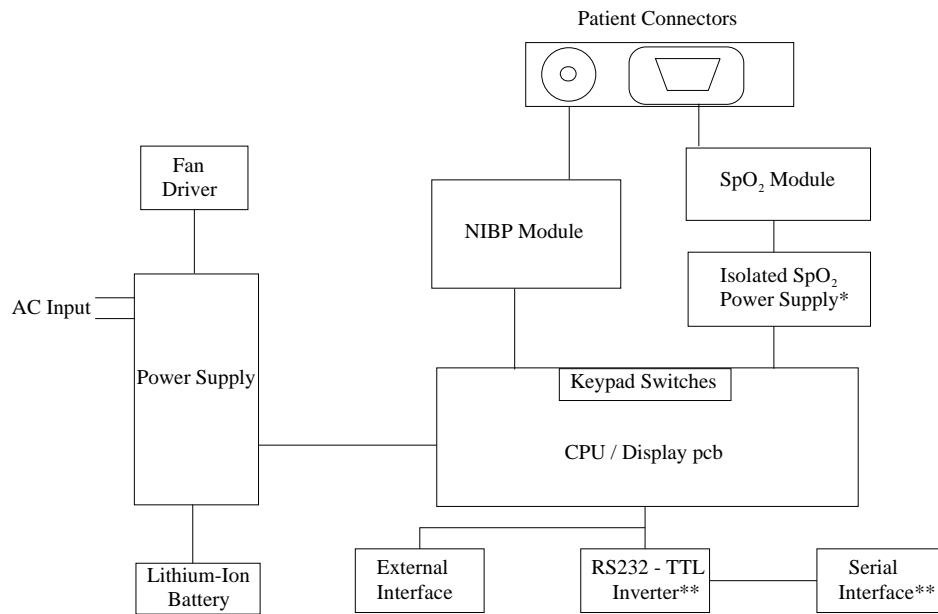 Patient Connectors
Fan
Driver
SpO₂ Module
NIBP Module
Isolated SpO₂
Power Supply*
AC Input
Power Supply
Keypad Switches
CPU / Display pcb
Lithium-Ion
Battery
External
Interface
RS232 - TTL
Inverter**
Serial
Interface**